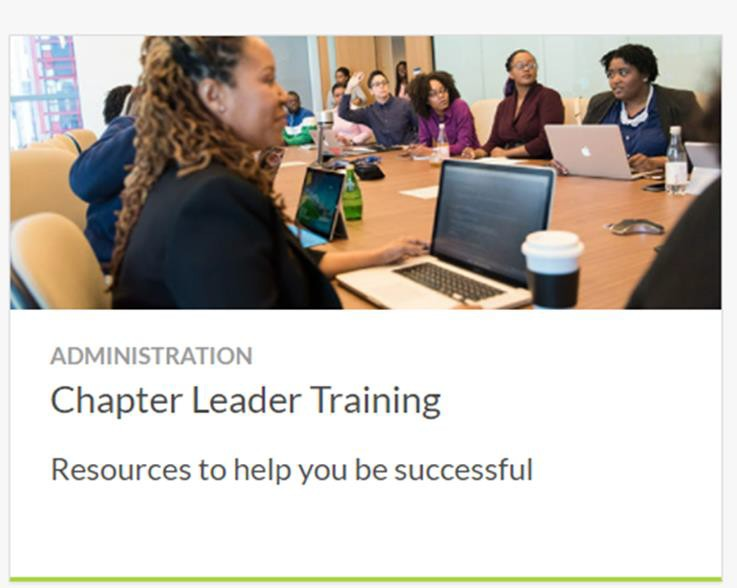 ADMINISTRATION
Chapter Leader Training
Resources to help you be successful